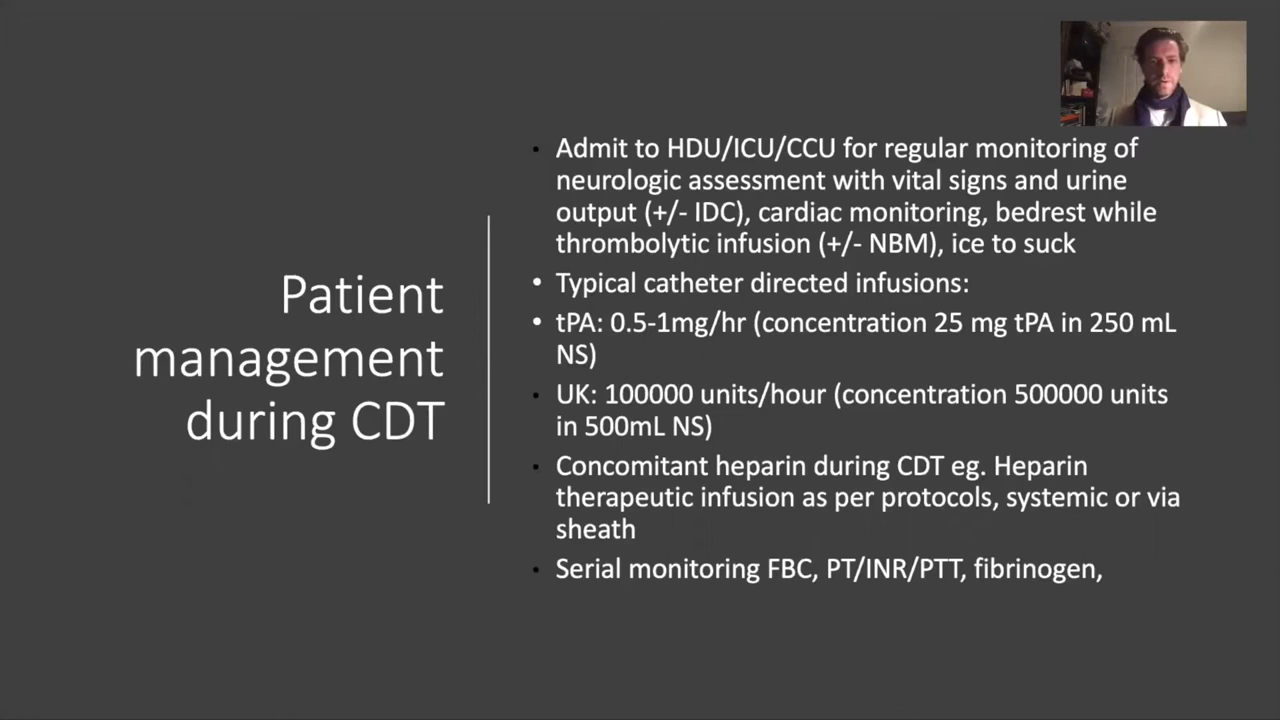 Patient
management
during CDT
Admit to HDU/ICU/CCU for regular monitoring of
neurologic assessment with vital signs and urine
output (+/- IDC), cardiac monitoring, bedrest while
thrombolytic infusion (+/- NBM), ice to suck
Typical catheter directed infusions:
tPA: 0.5-1mg/hr (concentration 25 mg tPA in 250 mL
NS)
UK: 100000 units/hour (concentration 500000 units
in 500mL NS)
Concomitant heparin during CDT eg. Heparin
therapeutic infusion as per protocols, systemic or via
sheath
Serial monitoring FBC, PT/INR/PTT, fibrinogen,